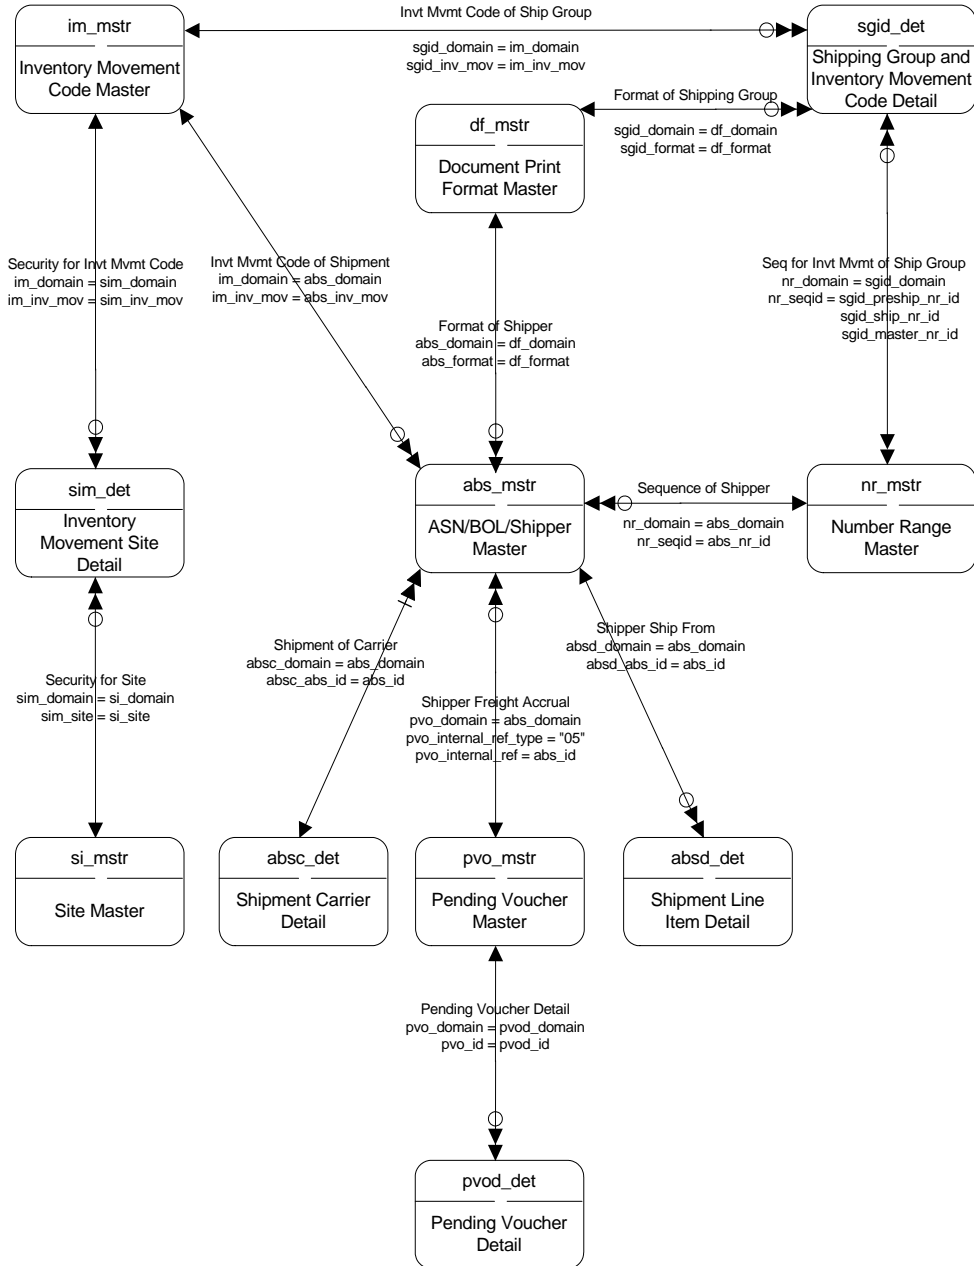 im_mstr
Inventory Movement
Code Master
Invt Mvmt Code of Ship Group
sgid_domain = im_domain
sgid_inv_mov = im_inv_mov
sgid_det
Shipping Group and
Inventory Movement
Code Detail
Format of Shipping Group
sgid_domain = df_domain
sgid_format = df_format
df_mstr
Document Print
Format Master
Security for Invt Mvmt Code
im_domain = sim_domain
im_inv_mov = sim_inv_mov
Invt Mvmt Code of Shipment
im_domain = abs_domain
im_inv_mov = abs_inv_mov
Seq for Invt Mvmt of Ship Group
nr_domain = sgid_domain
nr_seqid = sgid_preship_nr_id
sgid_ship_nr_id
sgid_master_nr_id
Format of Shipper
abs_domain = df_domain
abs_format = df_format
sim_det
Inventory
Movement Site
Detail
abs_mstr
ASN/BOL/Shipper
Master
Sequence of Shipper
nr_domain = abs_domain
nr_seqid = abs_nr_id
nr_mstr
Number Range
Master
Security for Site
sim_domain = si_domain
sim_site = si_site
Shipment of Carrier
absc_domain = abs_domain
absc_abs_id = abs_id
Shipper Freight Accrual
pvo_domain = abs_domain
pvo_internal_ref_type = "05"
pvo_internal_ref = abs_id
Shipper Ship From
absd_domain = abs_domain
absd_abs_id = abs_id
si_mstr
Site Master
absc_det
Shipment Carrier
Detail
pvo_mstr
Pending Voucher
Master
absd_det
Shipment Line
Item Detail
Pending Voucher Detail
pvo_domain = pvod_domain
pvo_id = pvod_id
pvod_det
Pending Voucher
Detail